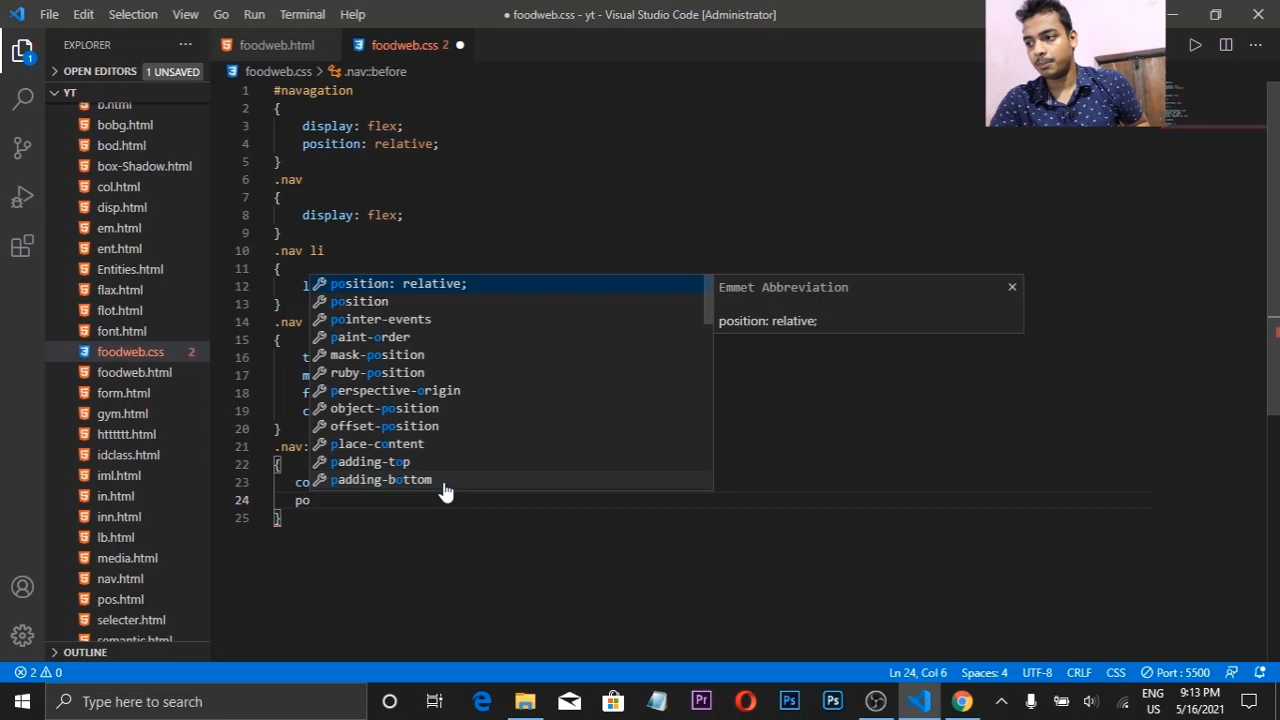 File Edit Selection View Go Run Terminal Help
● foodweb.css - yt - Visual Studio Code [Administrator]
EXPLORER ···
foodweb.html
foodweb.css 2 ●
1
OPEN EDITORS 1 UNSAVED
foodweb.css > .nav::before
YT
b.html
bobg.html
bod.html
box-Shadow.html
col.html
disp.html
em.html
ent.html
Entities.html
flax.html
flot.html
font.html
foodweb.css 2
foodweb.html
form.html
gym.html
httttttt.html
idclass.html
iml.html
in.html
inn.html
lb.html
media.html
nav.html
pos.html
selecter.html
semantic.html
OUTLINE
1 #navagation
2 {
3 display: flex;
4 position: relative;
5 }
6 .nav
7 {
8 display: flex;
9 }
10 .nav li
11 {
12 l
13 }
14 .nav
15 {
16 t
17 m
18 f
19 c
20 }
21 .nav:
22 {
23 co
24 po
25 }
position: relative;
position
pointer-events
paint-order
mask-position
ruby-position
perspective-origin
object-position
offset-position
place-content
padding-top
padding-bottom
Emmet Abbreviation
position: relative;
2 0
Ln 24, Col 6 Spaces: 4 UTF-8 CRLF CSS Port : 5500
Type here to search
Pr Ps Ps
ENG
US
9:13 PM
5/16/2021